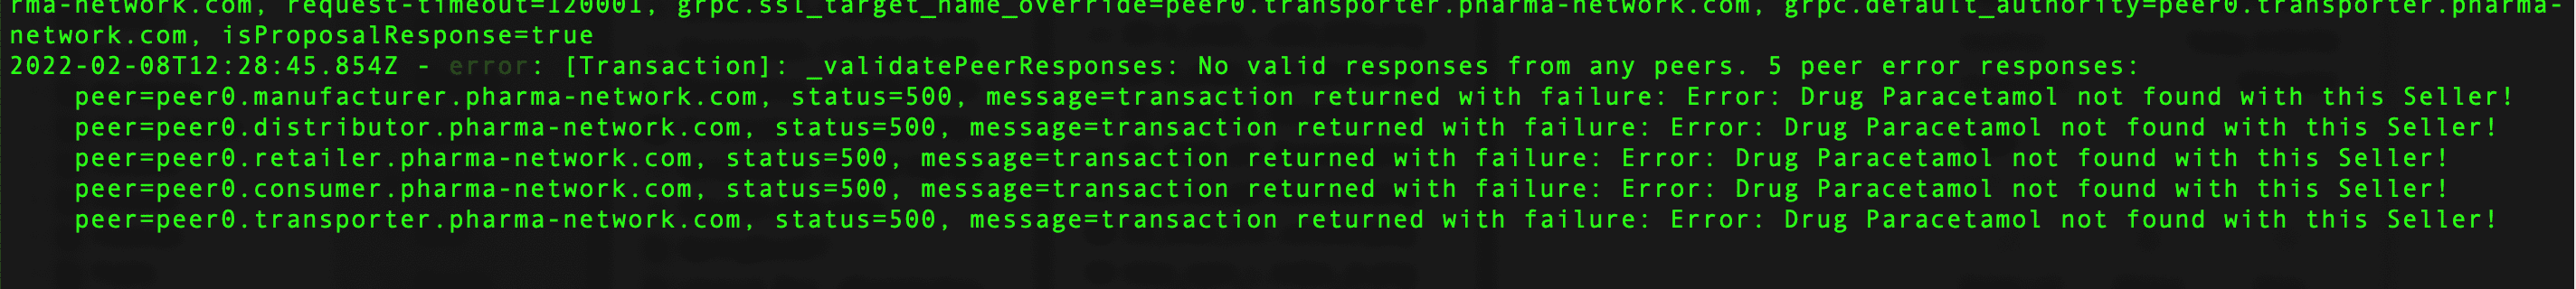 rma-network.com, request-timeout=120001, grpc.ssl_target_name_override=peer0.transporter.pharma-network.com, grpc.default_authority=peer0.transporter.pharma-
network.com, isProposalResponse=true
2022-02-08T12:28:45.854Z - error: [Transaction]: _validatePeerResponses: No valid responses from any peers. 5 peer error responses:
    peer=peer0.manufacturer.pharma-network.com, status=500, message=transaction returned with failure: Error: Drug Paracetamol not found with this Seller!
    peer=peer0.distributor.pharma-network.com, status=500, message=transaction returned with failure: Error: Drug Paracetamol not found with this Seller!
    peer=peer0.retailer.pharma-network.com, status=500, message=transaction returned with failure: Error: Drug Paracetamol not found with this Seller!
    peer=peer0.consumer.pharma-network.com, status=500, message=transaction returned with failure: Error: Drug Paracetamol not found with this Seller!
    peer=peer0.transporter.pharma-network.com, status=500, message=transaction returned with failure: Error: Drug Paracetamol not found with this Seller!